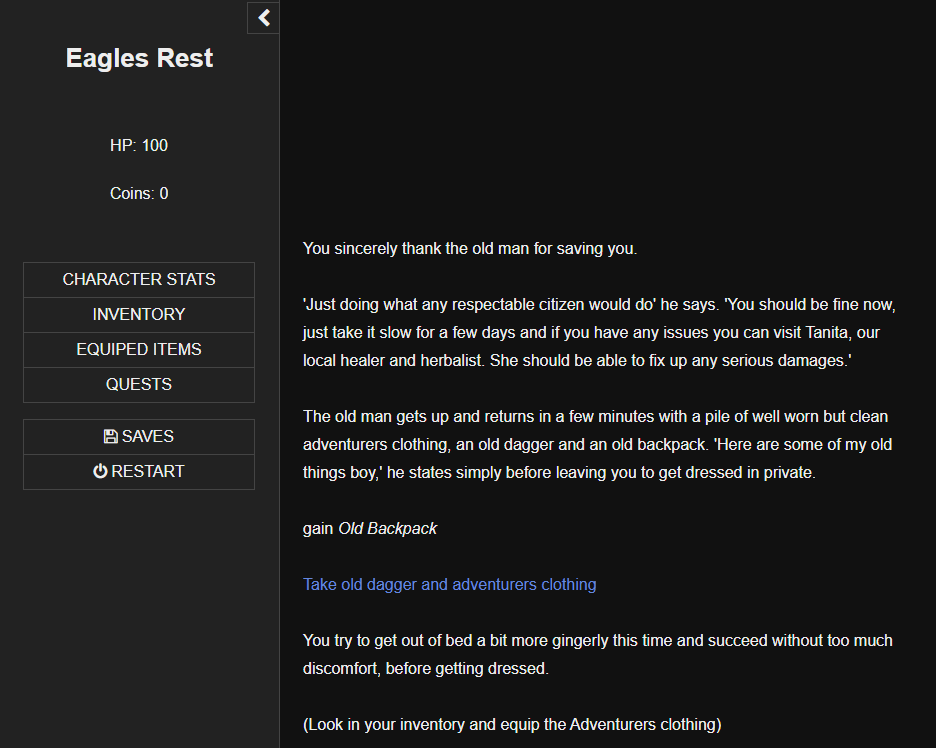 Eagles Rest
HP: 100
Coins: 0
CHARACTER STATS
INVENTORY
EQUIPED ITEMS
QUESTS
SAVES
RESTART
You sincerely thank the old man for saving you.
'Just doing what any respectable citizen would do' he says. 'You should be fine now,
just take it slow for a few days and if you have any issues you can visit Tanita, our
local healer and herbalist. She should be able to fix up any serious damages.'
The old man gets up and returns in a few minutes with a pile of well worn but clean
adventurers clothing, an old dagger and an old backpack. 'Here are some of my old
things boy,' he states simply before leaving you to get dressed in private.
gain Old Backpack
Take old dagger and adventurers clothing
You try to get out of bed a bit more gingerly this time and succeed without too much
discomfort, before getting dressed.
(Look in your inventory and equip the Adventurers clothing)